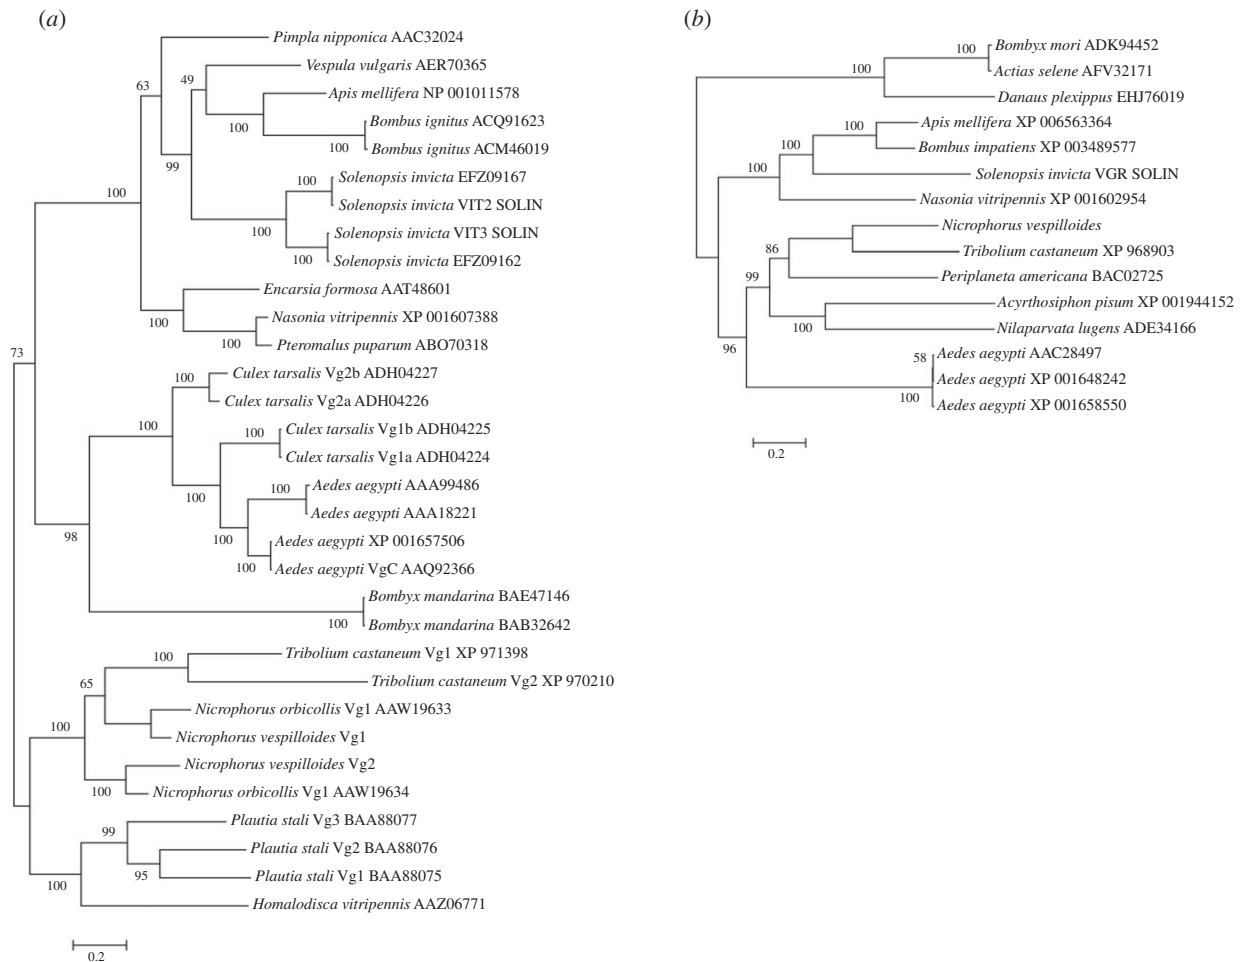 (a)
Pimpla nipponica AAC32024
63
Vespula vulgaris AER70365
49
Apis mellifera NP 001011578
100
Bombus ignitus ACQ91623
100
Bombus ignitus ACM46019
99
Solenopsis invicta EFZ09167
100
Solenopsis invicta VIT2 SOLIN
100
Solenopsis invicta VIT3 SOLIN
100
Solenopsis invicta EFZ09162
100
Encarsia formosa AAT48601
100
Nasonia vitripennis XP 001607388
100
Pteromalus puparum ABO70318
73
Culex tarsalis Vg2b ADH04227
100
Culex tarsalis Vg2a ADH04226
100
Culex tarsalis Vg1b ADH04225
100
Culex tarsalis Vg1a ADH04224
100
Aedes aegypti AAA99486
100
Aedes aegypti AAA18221
100
Aedes aegypti XP 001657506
100
Aedes aegypti VgC AAQ92366
98
Bombyx mandarina BAE47146
100
Bombyx mandarina BAB32642
Tribolium castaneum Vg1 XP 971398
100
Tribolium castaneum Vg2 XP 970210
65
Nicrophorus orbicollis Vg1 AAW19633
100
Nicrophorus vespilloides Vg1
Nicrophorus vespilloides Vg2
100
Nicrophorus orbicollis Vg1 AAW19634
Plautia stali Vg3 BAA88077
99
Plautia stali Vg2 BAA88076
95
Plautia stali Vg1 BAA88075
100
Homalodisca vitripennis AAZ06771
0.2
(b)
Bombyx mori ADK94452
100
Actias selene AFV32171
100
Danaus plexippus EHJ76019
Apis mellifera XP 006563364
100
Bombus impatiens XP 003489577
100
Solenopsis invicta VGR SOLIN
100
Nasonia vitripennis XP 001602954
Nicrophorus vespilloides
86
Tribolium castaneum XP 968903
99
Periplaneta americana BAC02725
Acyrthosiphon pisum XP 001944152
100
Nilaparvata lugens ADE34166
96
58
Aedes aegypti AAC28497
Aedes aegypti XP 001648242
100
Aedes aegypti XP 001658550
0.2